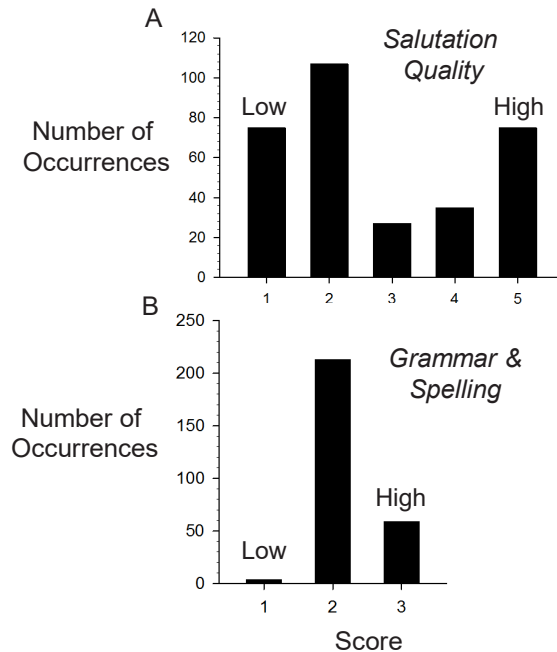 A
Salutation
Quality
120
100
80
60
40
20
0
Number of
Occurrences
Low
High
1 2 3 4 5
B
Grammar &
Spelling
250
200
150
100
50
0
Number of
Occurrences
Low
High
1 2 3
Score